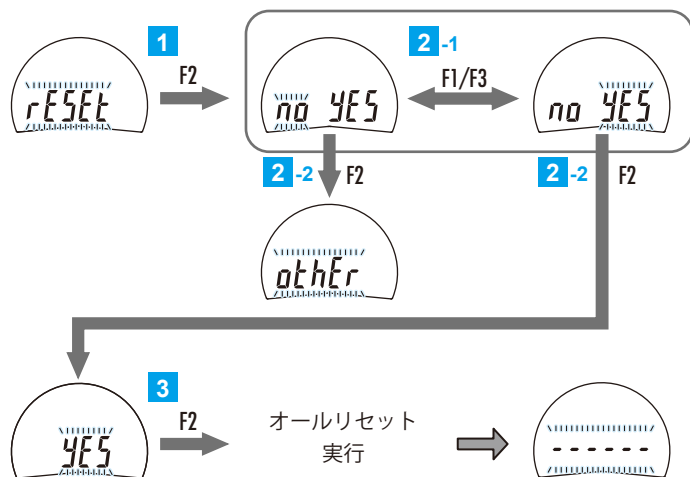 1
2 -1
F2
F1/F3
rESEt
no YES
no YES
2 -2
F2
2 -2
F2
othEr
3
F2
オールリセット
実行
YES
------